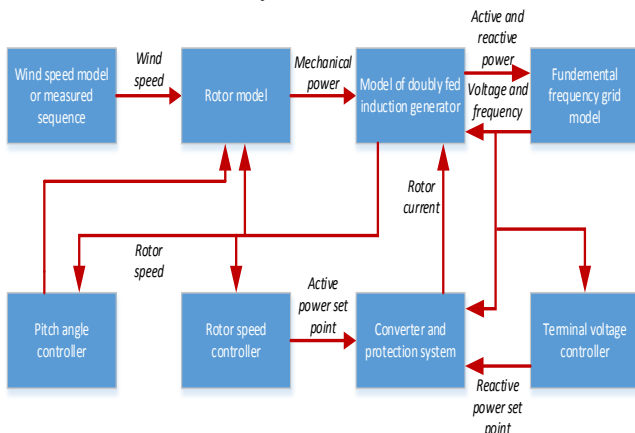 Active and
reactive power
Wind
speed
Mechanical
power
Wind speed model
or measured
sequence
Rotor model
Model of doubly fed
induction generator
Fundemental
frequency grid
model
Voltage and
frequency
Rotor
current
Rotor
speed
Active
power set
point
Pitch angle
controller
Rotor speed
controller
Converter and
protection system
Terminal voltage
controller
Reactive
power set
point